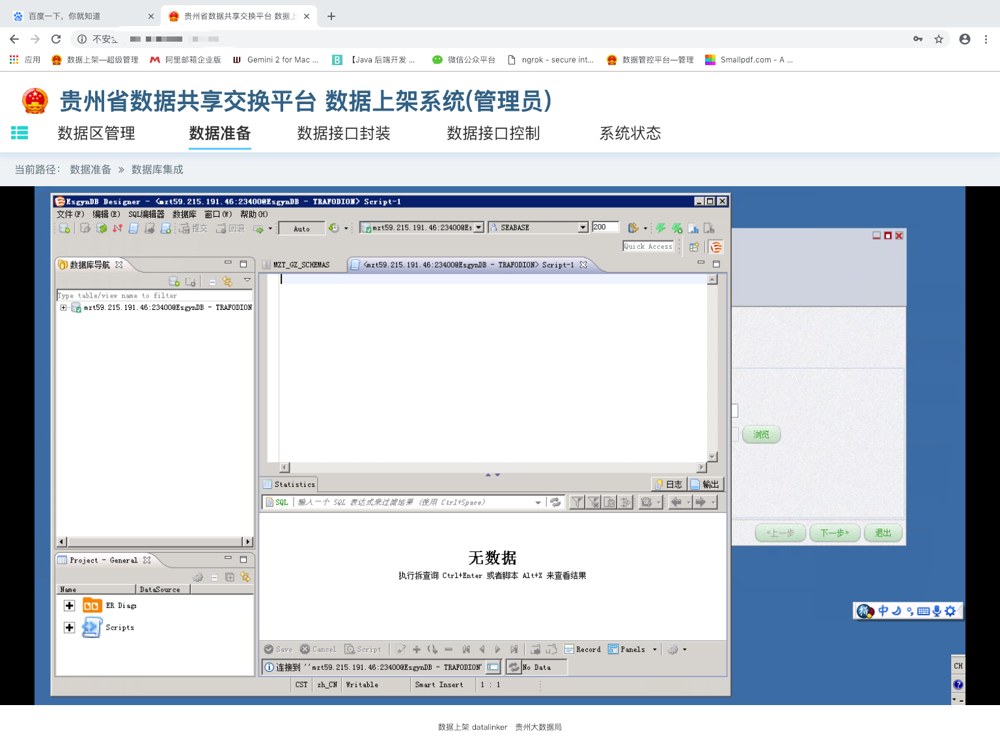 百度一下，你就知道
贵州省数据共享交换平台 数据上
不安
应用 数据上架—超级管理 阿里邮箱企业版 Gemini 2 for Mac ... 【Java 后端开发 ... 微信公众平台 ngrok - secure int... 数据管控平台—管理 Smallpdf.com - A ...
贵州省数据共享交换平台 数据上架系统(管理员)
数据区管理 数据准备 数据接口封装 数据接口控制 系统状态
当前路径： 数据准备 » 数据库集成
EsgynDB Designer - <mzt59.215.191.46:23400@EsgynDB - TRAFODION> Script-1
文件(F) 编辑(E) SQL编辑器 数据库 窗口(W) 帮助(H)
提交 回滚 Auto mzt59.215.191.46:23400@Es SEABASE 200
Quick Access
数据库导航 MZT_GZ_SCHEMAS <mzt59.215.191.46:23400@EsgynDB - TRAFODION> Script-1
Type table/view name to filter
mzt59.215.191.46:23400@EsgynDB - TRAFODION
浏览
Statistics 日志 输出
SQL 输入一个 SQL 表达式来过滤结果 (使用 Ctrl+Space)
<上一步 下一步> 退出
无数据
执行拆查询 Ctrl+Enter 或者脚本 Alt+X 来查看结果
Project - General
Name DataSource
ER Diagr
Scripts
拼 中
Save Cancel Script Record Panels
连接到 ''mzt59.215.191.46:23400@EsgynDB - TRAFODION' No Data
CST zh_CN Writable Smart Insert 1 : 1
CH
数据上架 datalinker 贵州大数据局